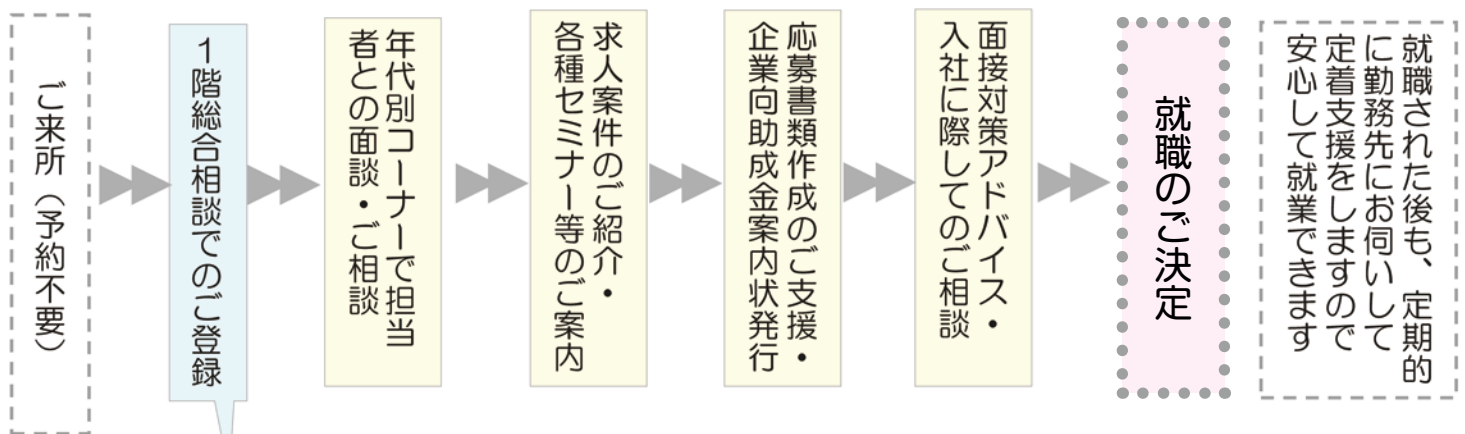 ご来所（予約不要）
１階総合相談でのご登録
年代別コーナーで担当
者との面談・ご相談
求人案件のご紹介・
各種セミナー等のご案内
応募書類作成のご支援・
企業向助成金案内状発行
面接対策アドバイス・
入社に際してのご相談
就職のご決定
就職された後も、定期的
に勤務先にお伺いして
定着支援をしますので
安心して就業できます